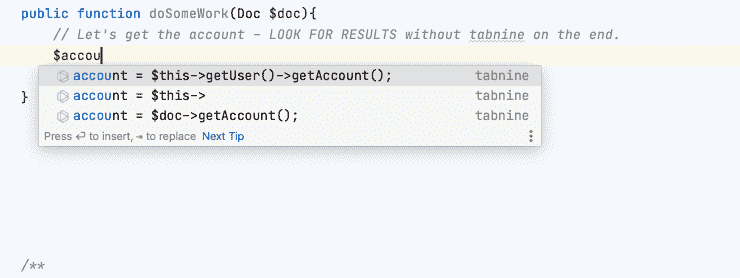 public function doSomeWork(Doc $doc){
// Let's get the account - LOOK FOR RESULTS without tabnine on the end.
$accou
account = $this->getUser()->getAccount(); tabnine
account = $this-> tabnine
account = $doc->getAccount(); tabnine
Press ⏎ to insert, ⇥ to replace Next Tip
}
/**